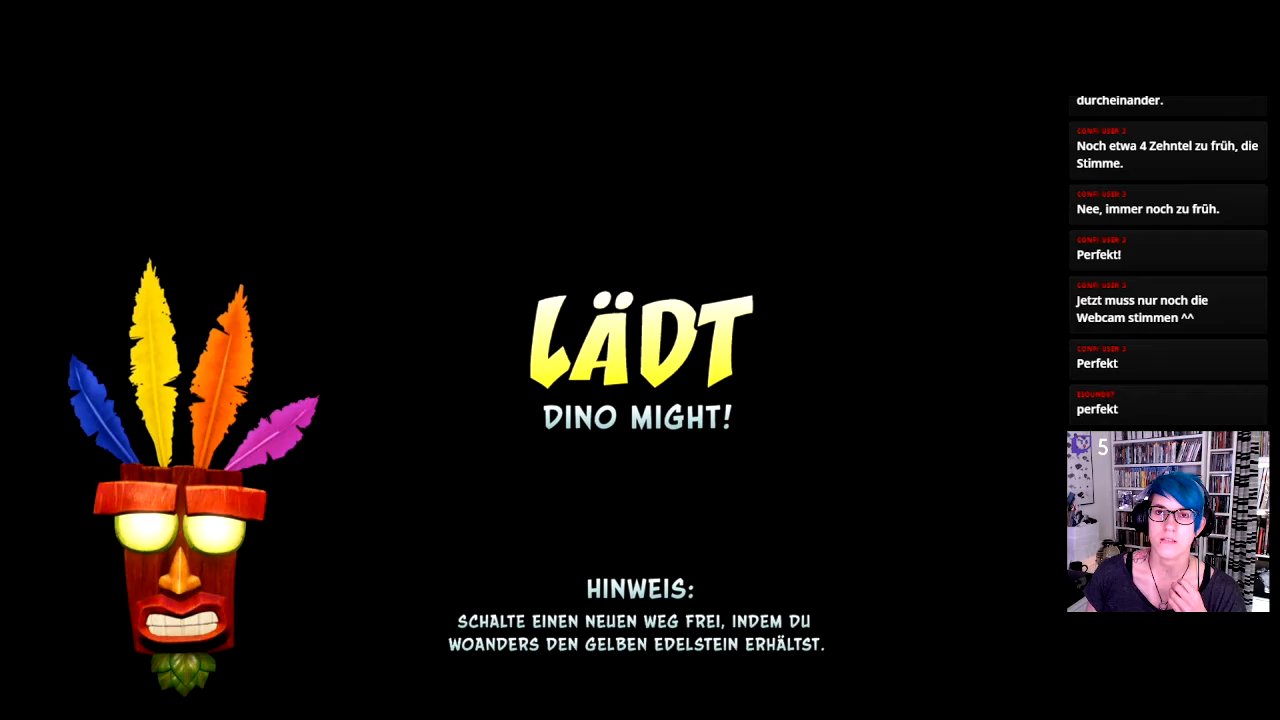 LÄDT
DINO MIGHT!
HINWEIS:
SCHALTE EINEN NEUEN WEG FREI, INDEM DU
WOANDERS DEN GELBEN EDELSTEIN ERHÄLTST.
durcheinander.
Noch etwa 4 Zehntel zu früh, die
Stimme.
Nee, immer noch zu früh.
Perfekt!
Jetzt muss nur noch die
Webcam stimmen ^^
Perfekt
perfekt
5